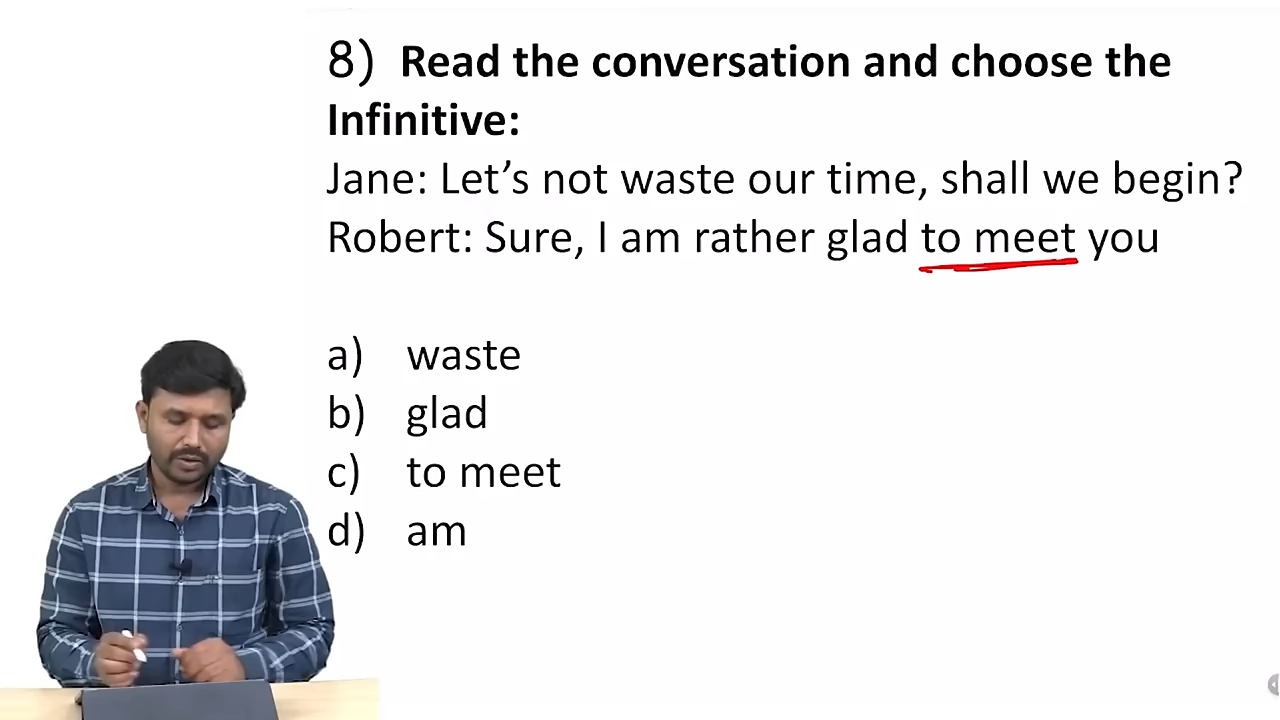 8) Read the conversation and choose the
Infinitive:
Jane: Let’s not waste our time, shall we begin?
Robert: Sure, I am rather glad to meet you
a) waste
b) glad
c) to meet
d) am